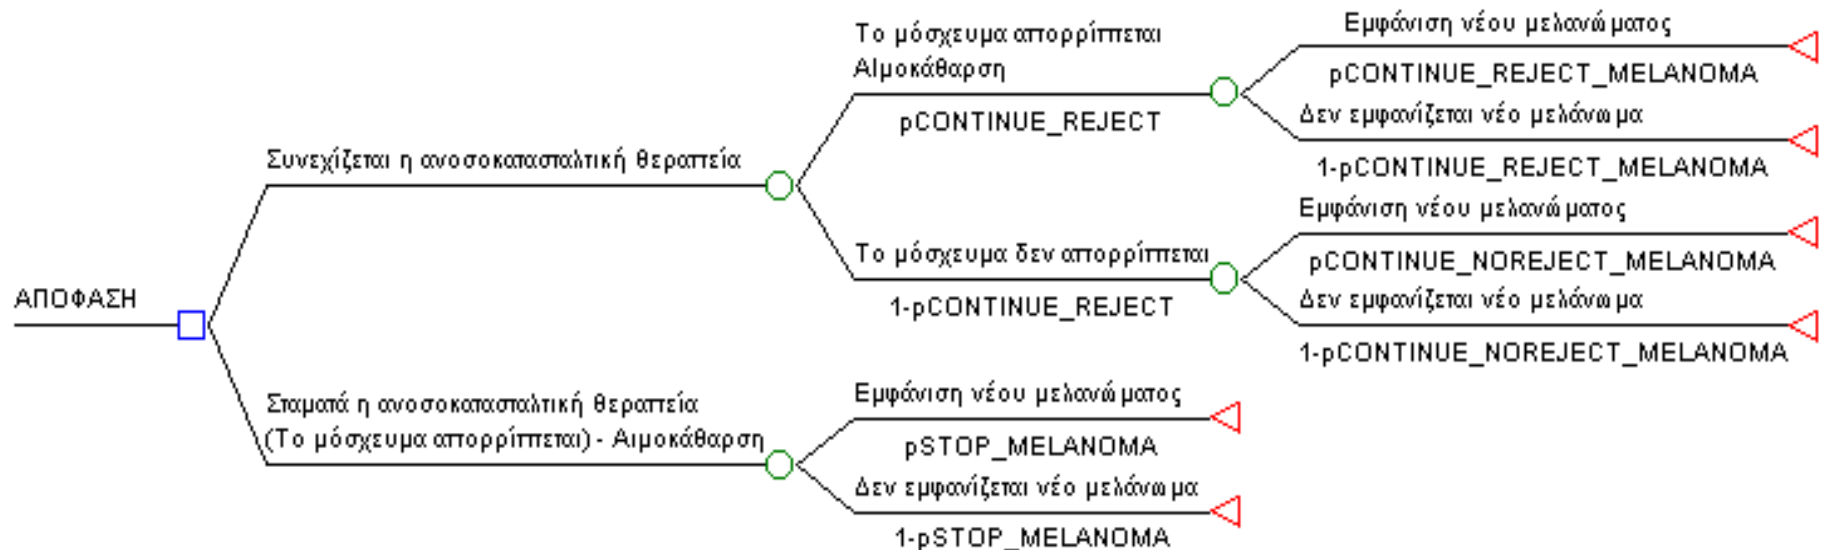 Το μόσχευμα απορρίπτεται
ΑΙμοκάθαρση
pCONTINUE_REJECT
Εμφάνιση νέου μελανώματος
pCONTINUE_REJECT_MELANOMA
Δεν εμφανίζεται νέο μελάνωμα
1-pCONTINUE_REJECT_MELANOMA
Συνεχίζεται η ανοσοκατασταλτική θεραπεία
Το μόσχευμα δεν απορρίπτεται
1-pCONTINUE_REJECT
Εμφάνιση νέου μελανώματος
pCONTINUE_NOREJECT_MELANOMA
Δεν εμφανίζεται νέο μελάνωμα
1-pCONTINUE_NOREJECT_MELANOMA
ΑΠΟΦΑΣΗ
Σταματά η ανοσοκατασταλτική θεραπεία
(Το μόσχευμα απορρίπτεται) - Αιμοκάθαρση
Εμφάνιση νέου μελανώματος
pSTOP_MELANOMA
Δεν εμφανίζεται νέο μελάνωμα
1-pSTOP_MELANOMA